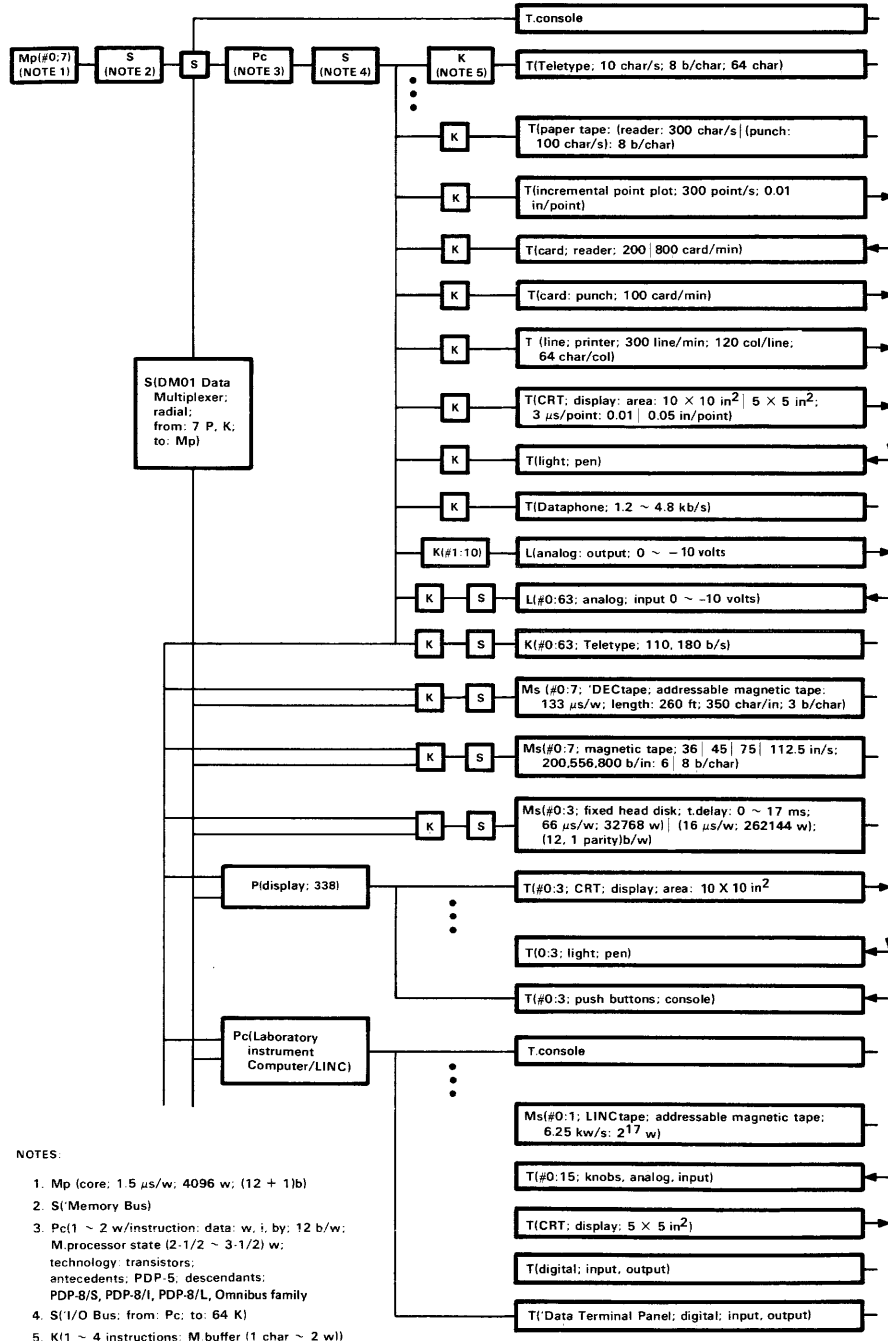 T.console
Mp(#0;7)
(NOTE 1)
S
(NOTE 2)
S
Pc
(NOTE 3)
S
(NOTE 4)
K
(NOTE 5)
T(Teletype; 10 char/s; 8 b/char; 64 char)
K
T(paper tape: (reader: 300 char/s| (punch:
100 char/s): 8 b/char)
K
T(incremental point plot; 300 point/s; 0.01
in/point)
K
T(card; reader; 200 | 800 card/min)
K
T(card: punch; 100 card/min)
K
T (line; printer; 300 line/min; 120 col/line;
64 char/col)
S(DM01 Data
Multiplexer;
radial;
from: 7 P, K;
to: Mp)
K
T(CRT; display: area: 10 × 10 in² | 5 × 5 in²;
3 μs/point: 0.01 | 0.05 in/point)
K
T(light; pen)
K
T(Dataphone; 1.2 ~ 4.8 kb/s)
K(#1:10)
L(analog: output; 0 ~ – 10 volts
K
S
L(#0:63; analog; input 0 ~ –10 volts)
K
S
K(#0:63; Teletype; 110, 180 b/s)
K
S
Ms (#0:7; 'DECtape; addressable magnetic tape:
133 μs/w; length: 260 ft; 350 char/in; 3 b/char)
K
S
Ms(#0:7; magnetic tape; 36 | 45 | 75 | 112.5 in/s;
200,556,800 b/in: 6 | 8 b/char)
K
S
Ms(#0:3; fixed head disk; t.delay: 0 ~ 17 ms;
66 μs/w; 32768 w) | (16 μs/w; 262144 w);
(12, 1 parity)b/w)
P(display; 338)
T(#0:3; CRT; display; area: 10 X 10 in²
T(0:3; light; pen)
T(#0:3; push buttons; console)
Pc(Laboratory
instrument
Computer/LINC)
T.console
Ms(#0:1; LINCtape; addressable magnetic tape;
6.25 kw/s: 2¹⁷ w)
T(#0:15; knobs, analog, input)
T(CRT; display; 5 × 5 in²)
T(digital; input, output)
T('Data Terminal Panel; digital; input, output)
NOTES:
1. Mp (core; 1.5 μs/w; 4096 w; (12 + 1)b)
2. S('Memory Bus)
3. Pc(1 ~ 2 w/instruction: data: w, i, by; 12 b/w;
M.processor state (2-1/2 ~ 3-1/2) w;
technology: transistors;
antecedents; PDP-5; descendants;
PDP-8/S, PDP-8/I, PDP-8/L, Omnibus family
4. S('I/O Bus; from: Pc; to: 64 K)
5. K(1 ~ 4 instructions: M.buffer (1 char ~ 2 w))